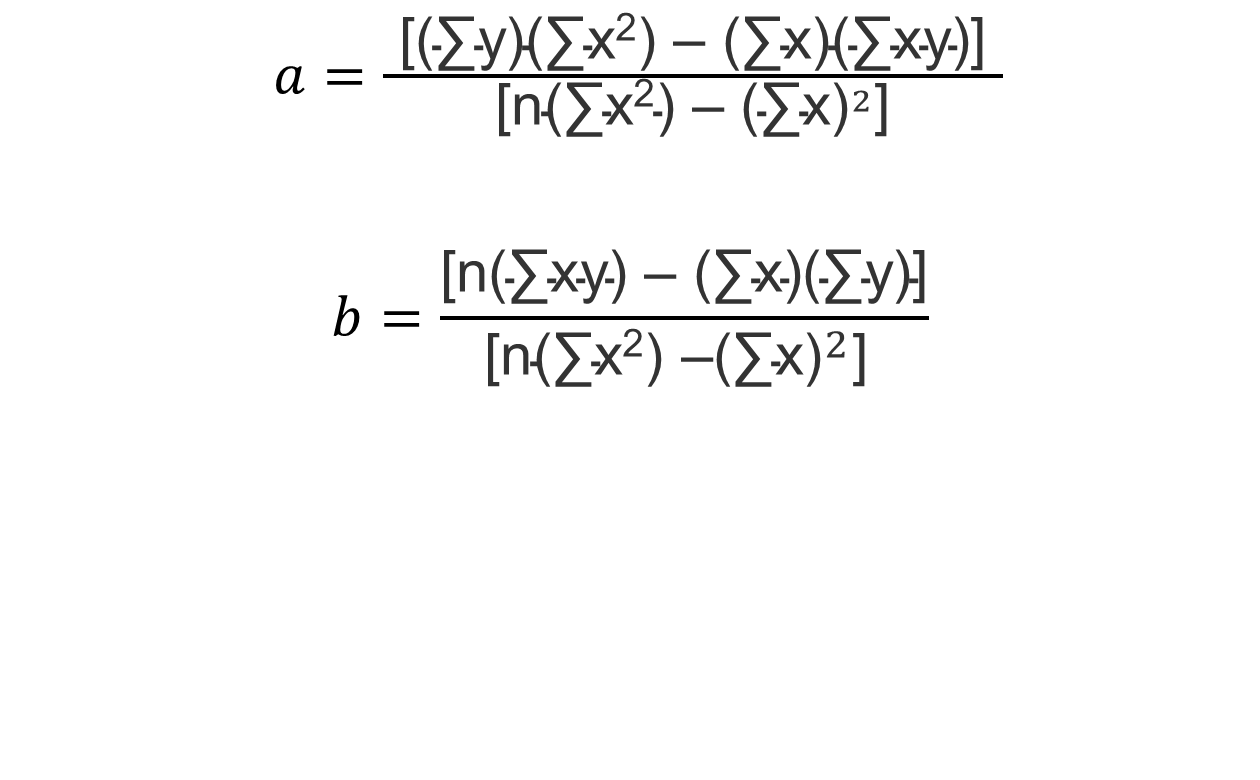 a = [(∑y)(∑x²) − (∑x)(∑xy)]
[n(∑x²) − (∑x)²]
b = [n(∑xy) − (∑x)(∑y)]
[n(∑x²) −(∑x)²]